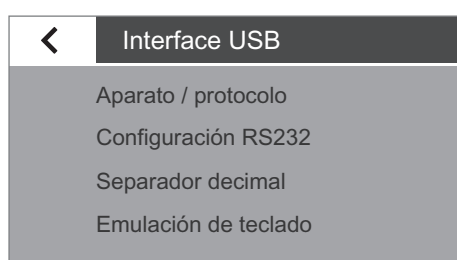 Interface USB
Aparato / protocolo
Configuración RS232
Separador decimal
Emulación de teclado